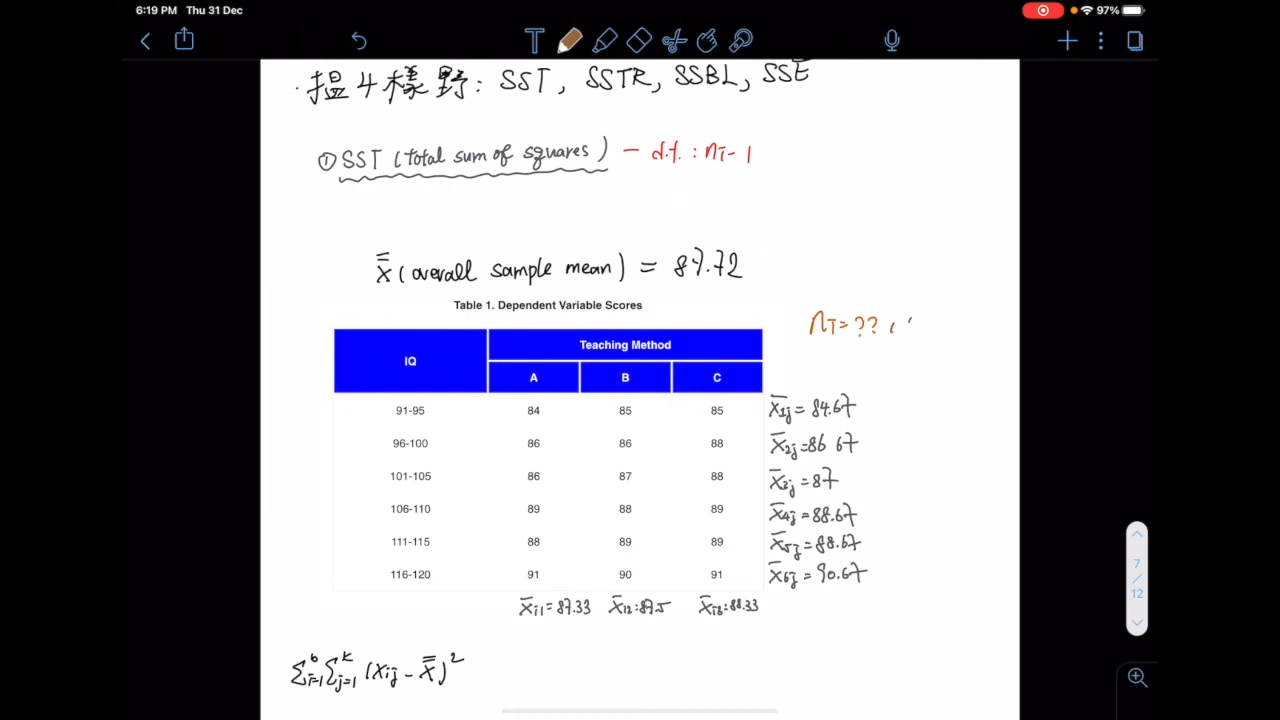 6:19 PM Thu 31 Dec
97%
· 揾 4 樣野: SST, SSTR, SSBL, SSE
① SST (total sum of squares) — d.f. : nT-1
x̿ (overall sample mean) = 87.72
Table 1. Dependent Variable Scores
nT= ??
IQ Teaching Method
A B C
91-95 84 85 85 x̄1j = 84.67
96-100 86 86 88 x̄2j = 86 67
101-105 86 87 88 x̄3j = 87
106-110 89 88 89 x̄4j = 88.67
111-115 88 89 89 x̄5j = 88.67
116-120 91 90 91 x̄6j = 90.67
x̄i1 = 87.33 x̄i2 = 87.5 x̄i3 = 88.33
Σᵇi=1 Σᵏj=1 (xij - x̿)²
7
/
12